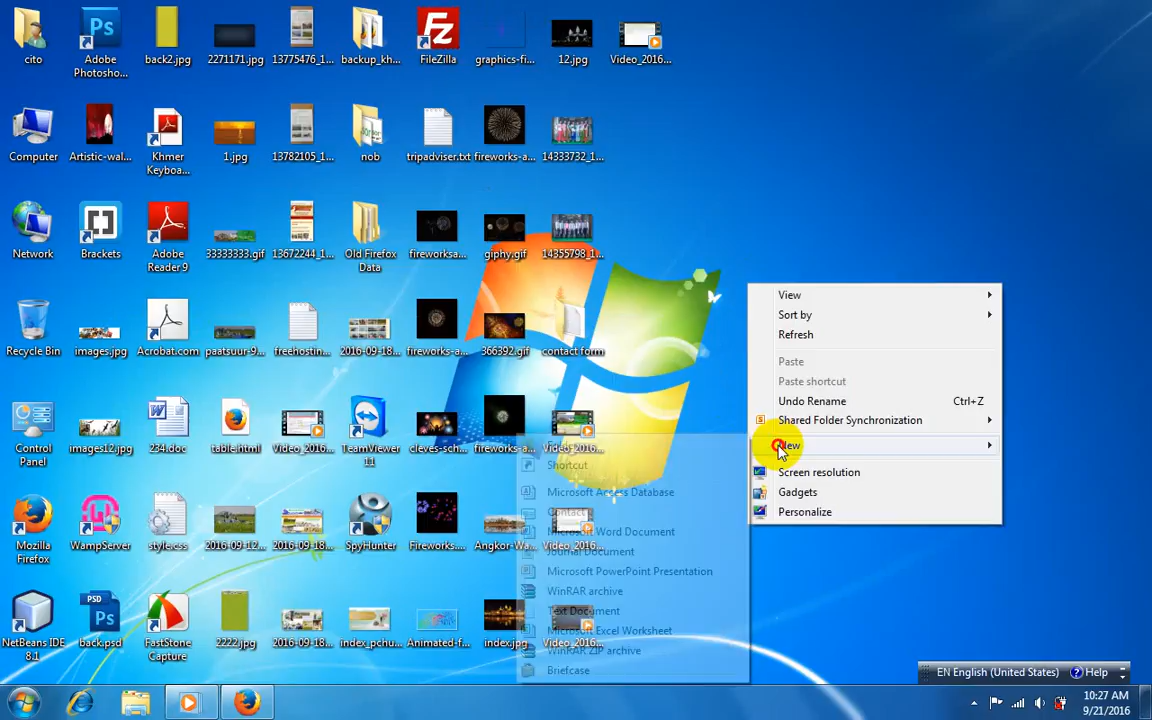 cito
Adobe
Photosho...
back2.jpg
2271171.jpg
13775476_1...
backup_kh...
FileZilla
graphics-fi...
12.jpg
Video_2016...
Computer
Artistic-wal...
Khmer
Keyboa...
1.jpg
13782105_1...
nob
tripadviser.txt
fireworks-a...
14333732_1...
Network
Brackets
Adobe
Reader 9
33333333.gif
13672244_1...
Old Firefox
Data
fireworksa...
giphy.gif
14355798_1...
Recycle Bin
images.jpg
Acrobat.com
paatsuur-9...
freehostin...
2016-09-18...
fireworks-a...
366392.gif
contact form
Control
Panel
images12.jpg
234.doc
table.html
Video_2016...
TeamViewer
11
cleves-sch...
fireworks-a...
Video_2016...
Mozilla
Firefox
WampServer
style.css
2016-09-12...
2016-09-18...
SpyHunter
Fireworks....
Angkor-Wa...
Video_2016...
NetBeans IDE
8.1
PSD
back.psd
FastStone
Capture
2222.jpg
2016-09-18...
index_pchu...
Animated-f...
index.jpg
Video_2016...
View
Sort by
Refresh
Paste
Paste shortcut
Undo Rename Ctrl+Z
Shared Folder Synchronization
New
Screen resolution
Gadgets
Personalize
Shortcut
Microsoft Access Database
Contact
Microsoft Word Document
Journal Document
Microsoft PowerPoint Presentation
WinRAR archive
Text Document
Microsoft Excel Worksheet
WinRAR ZIP archive
Briefcase
EN English (United States) Help
10:27 AM
9/21/2016